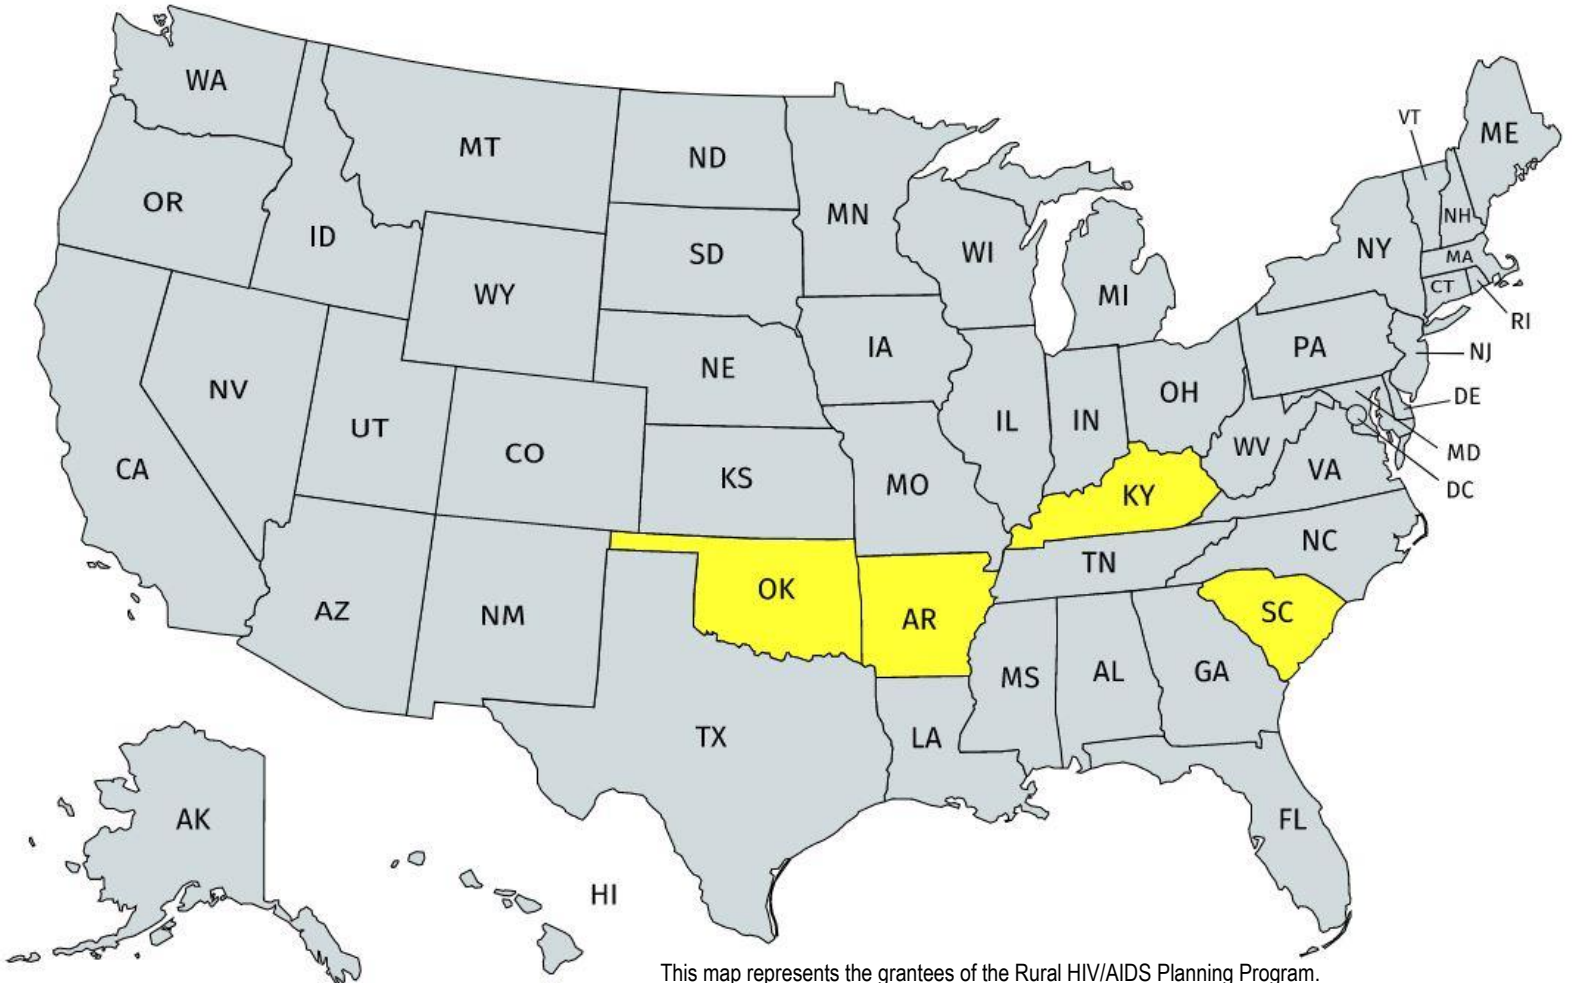 WA
MT
ND
MN
OR
ID
WY
SD
WI
MI
NY
VT
ME
NH
MA
CT
RI
NJ
PA
DE
MD
DC
NV
UT
CO
NE
IA
IL
IN
OH
WV
VA
CA
KS
MO
KY
NC
TN
AZ
NM
OK
AR
SC
MS
AL
GA
TX
LA
FL
AK
HI
This map represents the grantees of the Rural HIV/AIDS Planning Program.